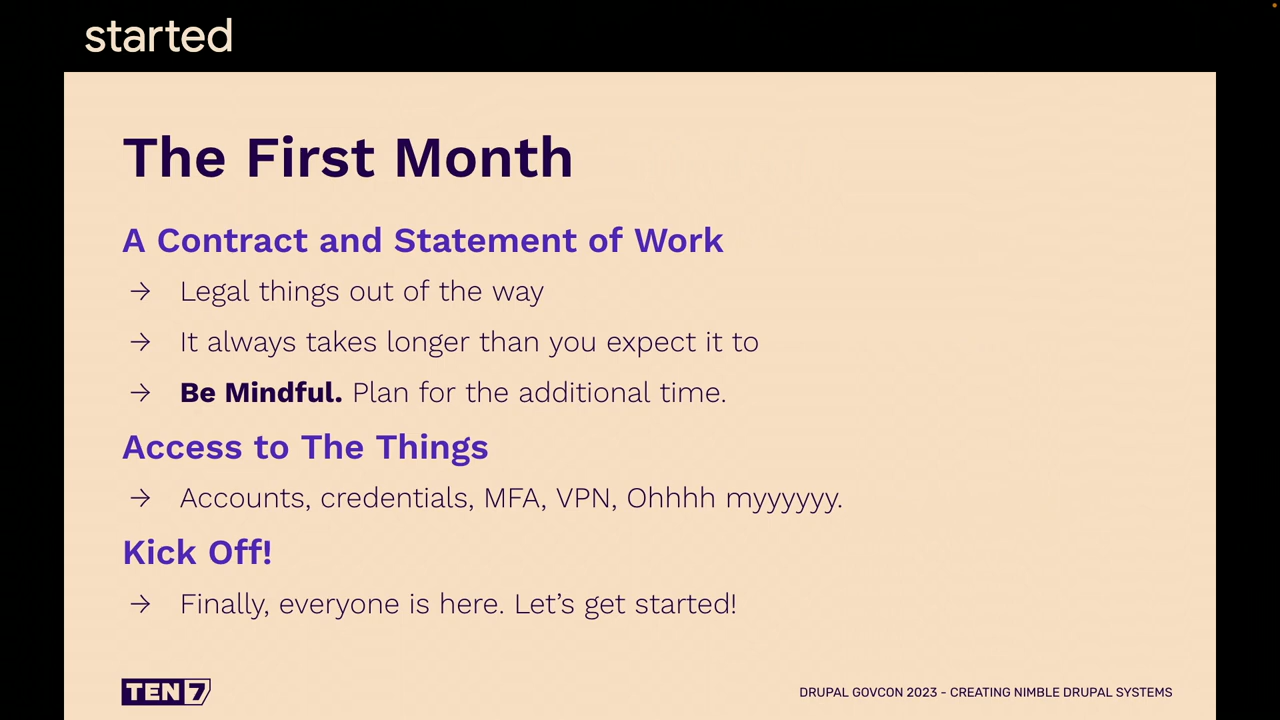 started
The First Month
A Contract and Statement of Work
→ Legal things out of the way
→ It always takes longer than you expect it to
→ Be Mindful. Plan for the additional time.
Access to The Things
→ Accounts, credentials, MFA, VPN, Ohhhh myyyyyy.
Kick Off!
→ Finally, everyone is here. Let’s get started!
TEN7
DRUPAL GOVCON 2023 - CREATING NIMBLE DRUPAL SYSTEMS